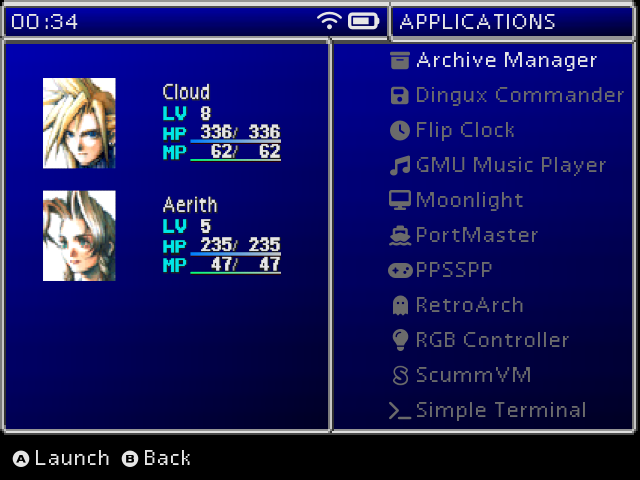 00:34
APPLICATIONS
Cloud
LV 8
HP 336/ 336
MP 62/ 62
Aerith
LV 5
HP 235/ 235
MP 47/ 47
Archive Manager
Dingux Commander
Flip Clock
GMU Music Player
Moonlight
PortMaster
PPSSPP
RetroArch
RGB Controller
ScummVM
Simple Terminal
A Launch B Back